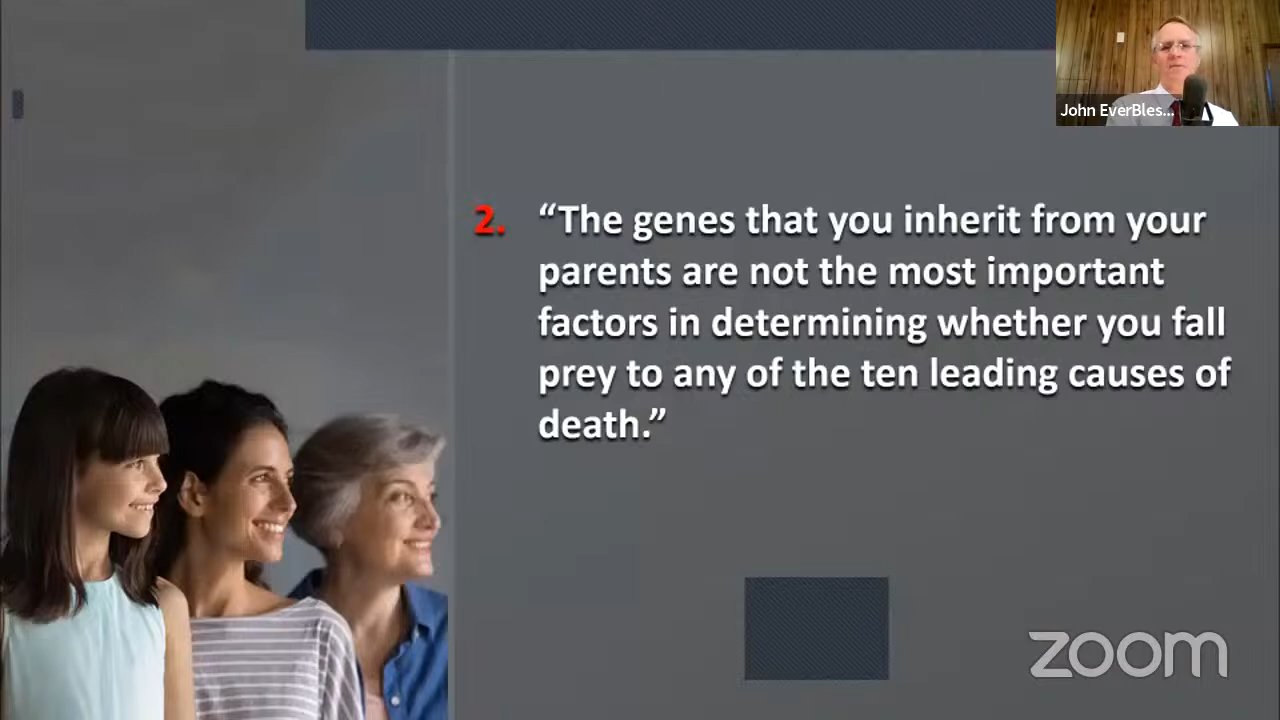 John EverBles...
2. “The genes that you inherit from your
parents are not the most important
factors in determining whether you fall
prey to any of the ten leading causes of
death.”
zoom